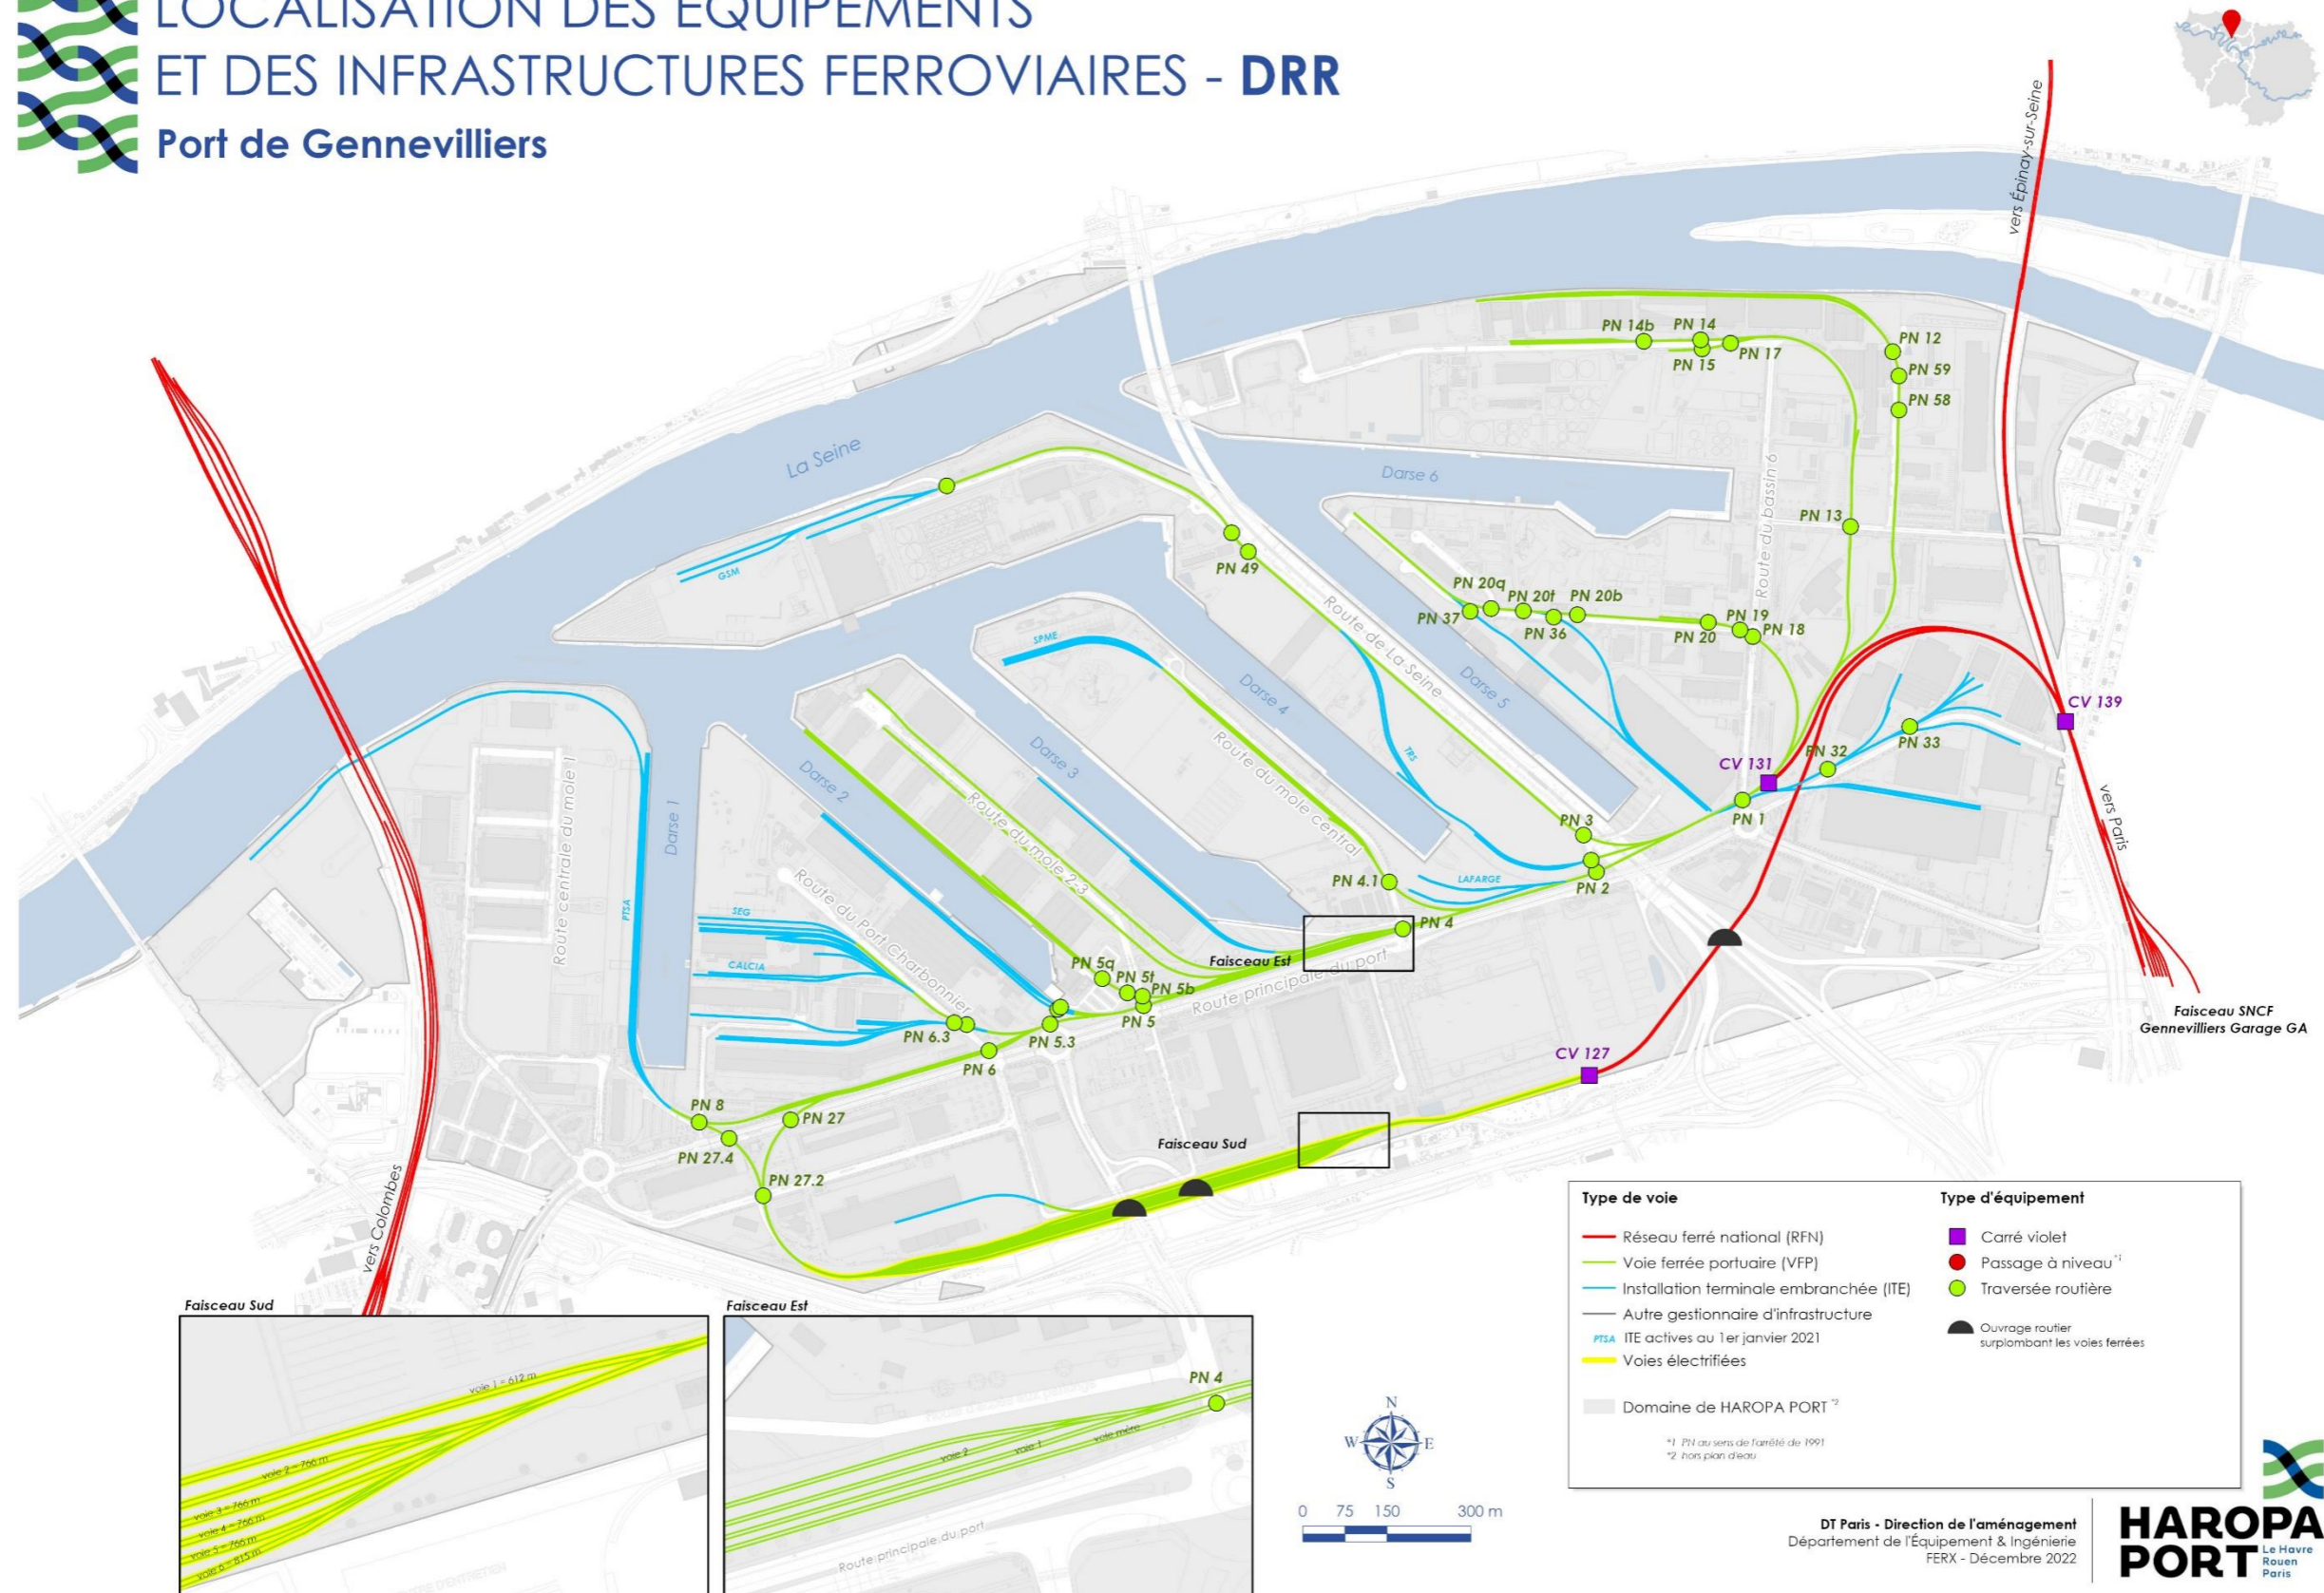 LOCALISATION DES ÉQUIPEMENTS
ET DES INFRASTRUCTURES FERROVIAIRES - DRR
Port de Gennevilliers
vers Épinay-sur-Seine
La Seine
GSM
PN 14b
PN 14
PN 15
PN 17
PN 12
PN 59
PN 58
Darse 6
Route du bassin 6
PN 13
PN 49
PN 20q
PN 20t
PN 20b
PN 37
PN 36
PN 20
PN 19
PN 18
Route de La Seine
Darse 5
SPME
Darse 4
Darse 3
Darse 2
Darse 1
Route du mole central
TRS
Route du mole 2-3
Route centrale du mole 1
PTSA
CV 139
CV 131
PN 32
PN 33
PN 1
vers Paris
PN 3
PN 2
LAFARGE
PN 4.1
PN 4
Faisceau Est
Route principale du port
Route du Port Charbonnier
SEG
CALCIA
PN 5q
PN 5t
PN 5b
PN 5
PN 5.3
PN 6.3
PN 6
PN 8
PN 27
PN 27.4
PN 27.2
CV 127
Faisceau Sud
Faisceau SNCF
Gennevilliers Garage GA
vers Colombes
Faisceau Sud
voie 1 = 612 m
voie 2 = 766 m
voie 3 = 766 m
voie 4 = 766 m
voie 5 = 766 m
voie 6 = 815 m
Faisceau Est
PN 4
voie 2
voie 1
voie mère
Route principale du port
N
W
E
S
0 75 150 300 m
Type de voie
Réseau ferré national (RFN)
Voie ferrée portuaire (VFP)
Installation terminale embranchée (ITE)
Autre gestionnaire d'infrastructure
PTSA ITE actives au 1er janvier 2021
Voies électrifiées
Domaine de HAROPA PORT *2
*1 PN au sens de l'arrêté de 1991
*2 hors plan d'eau
Type d'équipement
Carré violet
Passage à niveau *1
Traversée routière
Ouvrage routier
surplombant les voies ferrées
DT Paris - Direction de l'aménagement
Département de l'Équipement & Ingénierie
FERX - Décembre 2022
HAROPA
PORT
Le Havre
Rouen
Paris